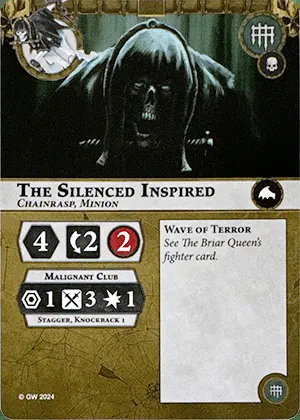 THE SILENCED INSPIRED
CHAINRASP, MINION
4 2 2
MALIGNANT CLUB
1 3 1
STAGGER, KNOCKBACK 1
WAVE OF TERROR
See The Briar Queen's
fighter card.
© GW 2024